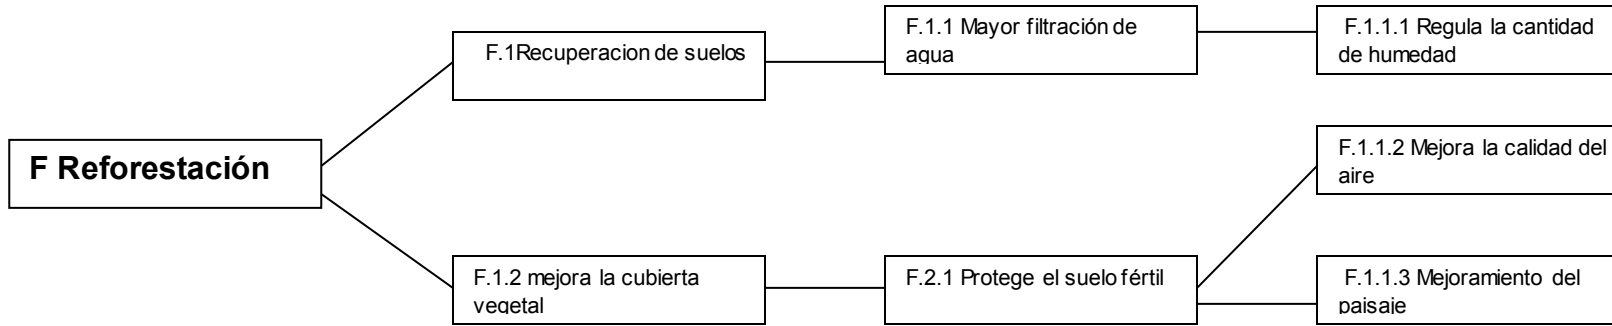 F Reforestación
F.1Recuperacion de suelos
F.1.1 Mayor filtración de
agua
F.1.1.1 Regula la cantidad
de humedad
F.1.2 mejora la cubierta
vegetal
F.2.1 Protege el suelo fértil
F.1.1.2 Mejora la calidad del
aire
F.1.1.3 Mejoramiento del
paisaje